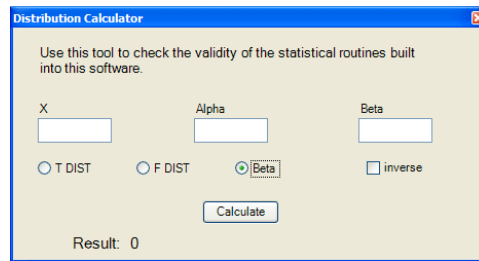 Distribution Calculator
Use this tool to check the validity of the statistical routines built
into this software.
X Alpha Beta
T DIST F DIST Beta inverse
Calculate
Result: 0